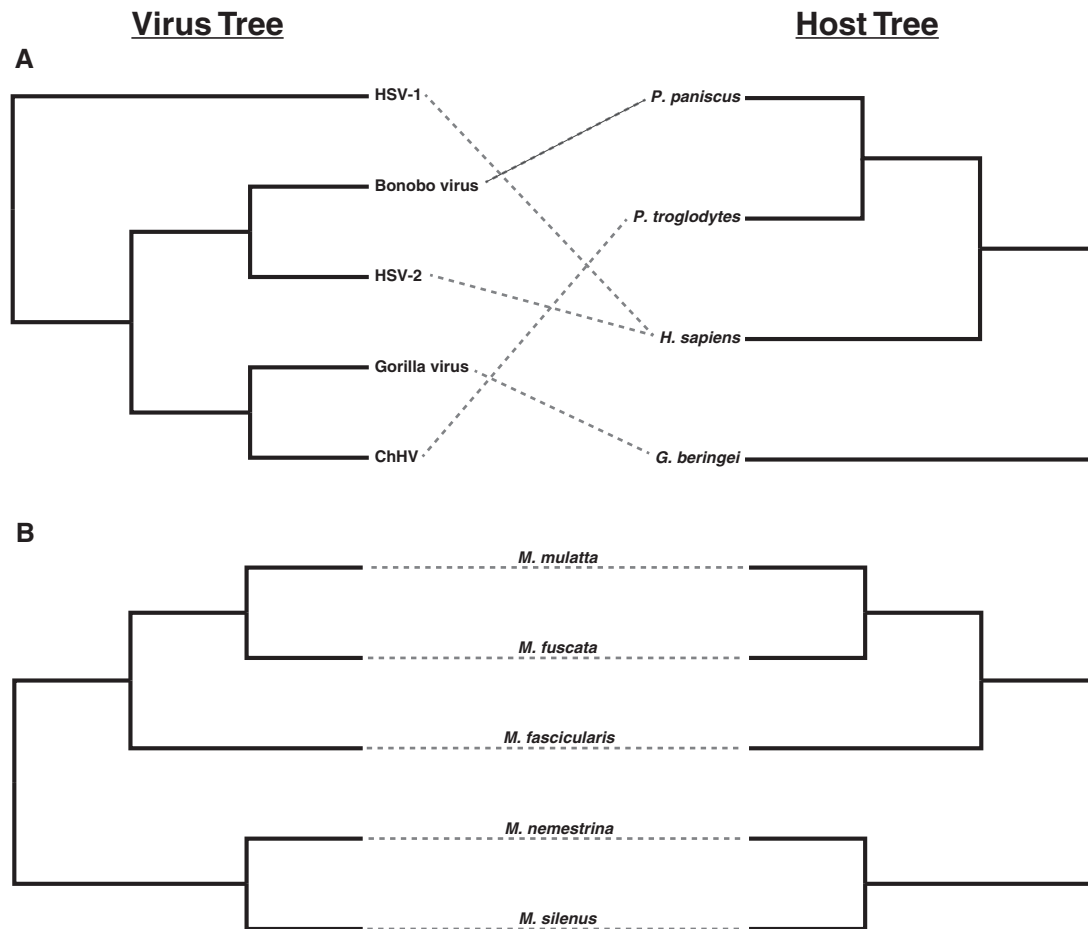 Virus Tree
Host Tree
A
HSV-1
Bonobo virus
HSV-2
Gorilla virus
ChHV
P. paniscus
P. troglodytes
H. sapiens
G. beringei
B
M. mulatta
M. fuscata
M. fascicularis
M. nemestrina
M. silenus